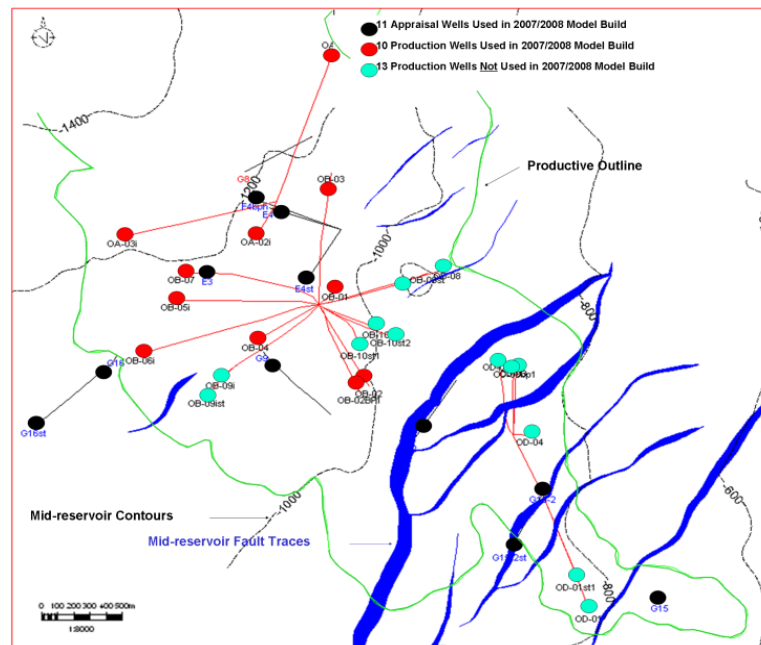 11 Appraisal Wells Used in 2007/2008 Model Build
10 Production Wells Used in 2007/2008 Model Build
13 Production Wells Not Used in 2007/2008 Model Build
-1400
-1200
Productive Outline
G8
OB-03
E4
OA-03i
OA-02i
-1000
OB-07
E3
E4st
OB-01
OB-05i
-800
OB-10st2
OB-10st1
OB-04
G9
OB-06i
G16
OB-09i
OB-09ist
OB-02
OB-02BP1
G16st
OD-04
-600
Mid-reservoir Contours
-1000
Mid-reservoir Fault Traces
OD-01st1
-800
G15
OD-01
0 100 200 300 400 500m
1:8000